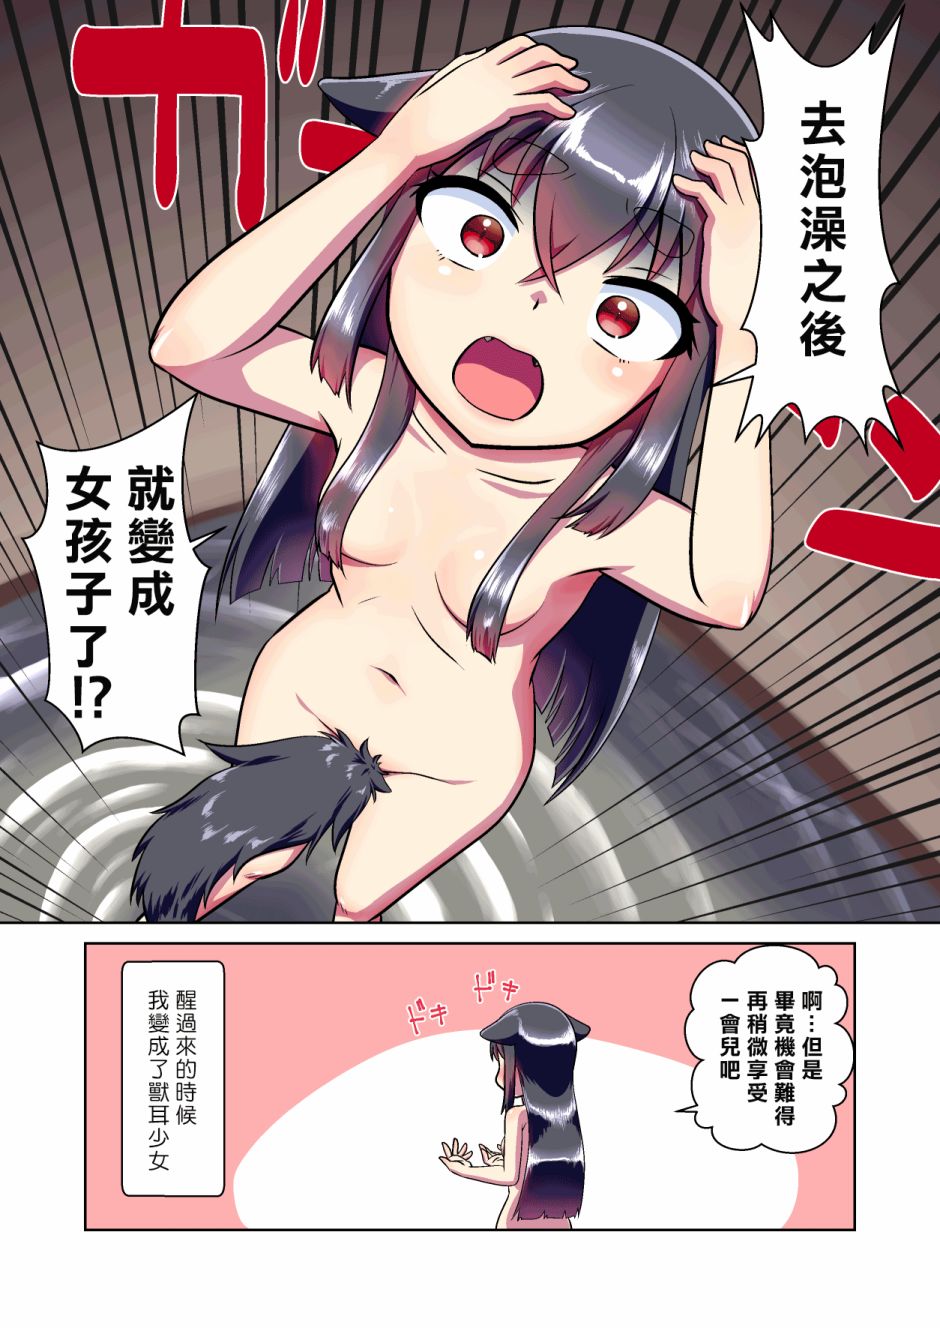 ガーン
去泡澡之後
就變成
女孩子了!?
啊…但是
畢竟機會難得
再稍微享受
一會兒吧
ドキ
ドキ
醒過來的時候
我變成了獸耳少女